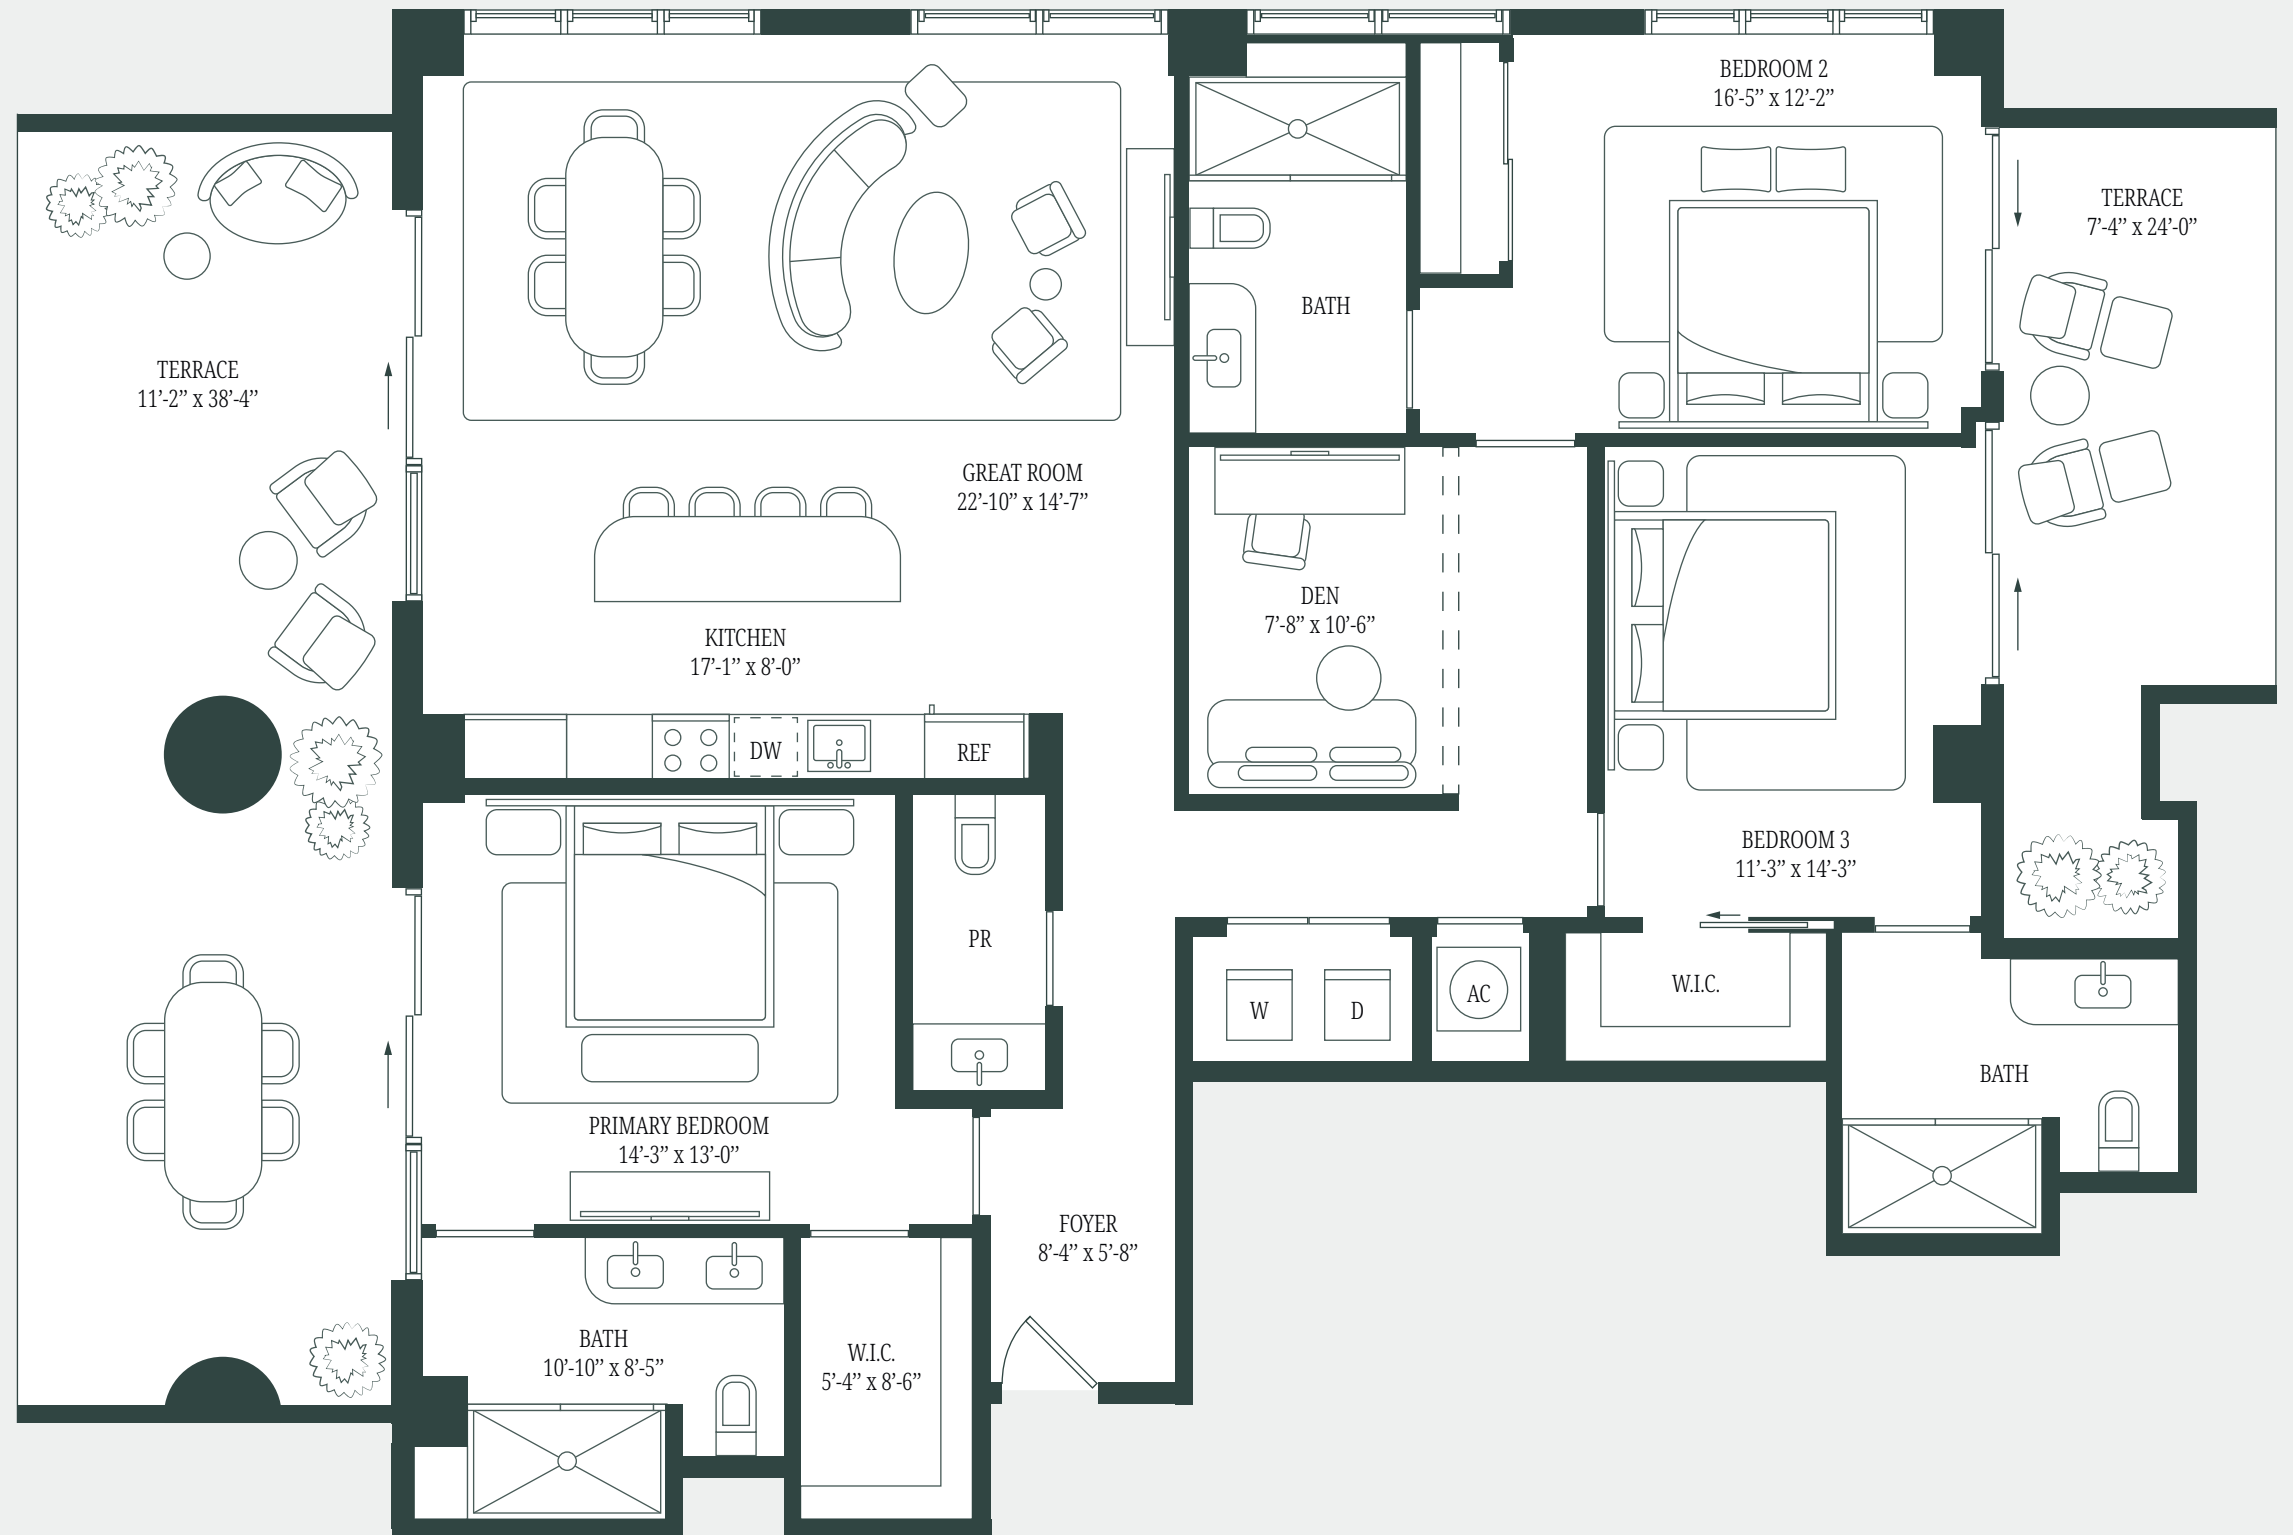 BEDROOM 2
16’-5” x 12’-2”
TERRACE
7’-4” x 24’-0”
BATH
TERRACE
11’-2” x 38’-4”
GREAT ROOM
22’-10” x 14’-7”
DEN
7’-8” x 10’-6”
KITCHEN
17’-1” x 8’-0”
DW
REF
BEDROOM 3
11’-3” x 14’-3”
PR
W
D
AC
W.I.C.
BATH
PRIMARY BEDROOM
14’-3” x 13’-0”
FOYER
8’-4” x 5’-8”
BATH
10’-10” x 8’-5”
W.I.C.
5’-4” x 8’-6”